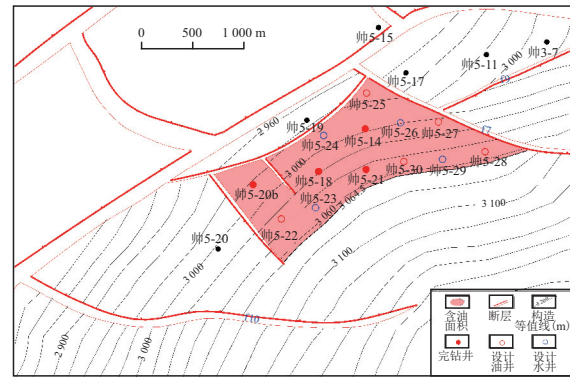 0 500 1 000 m
帅5-15
帅3-7
帅5-11
3 000
f9
帅5-17
帅5-25
2 960
帅5-19
帅5-26
帅5-27
f7
帅5-24
帅5-14
帅5-28
3 000
帅5-30
帅5-29
帅5-18
帅5-21
帅5-20b
帅5-23
3 060
3 064.5
3 100
帅5-22
帅5-20
3 000
3 100
f10
2 900
3 000
含油面积
断层
构造等值线(m)
完钻井
设计油井
设计水井